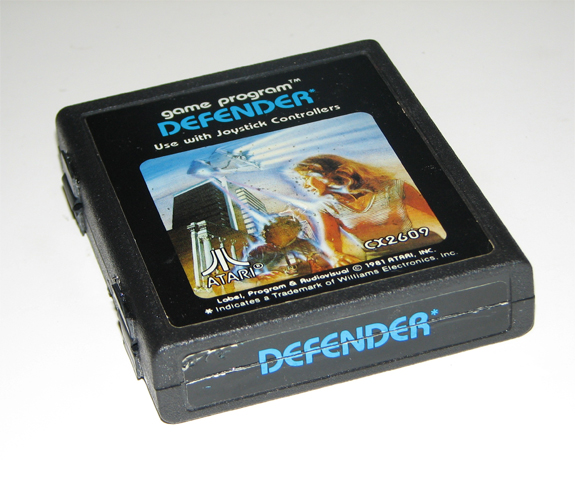 game program™
DEFENDER*
Use with Joystick Controllers
CX2609
ATARI®
Label, Program & Audiovisual © 1981 ATARI, INC.
* Indicates a Trademark of Williams Electronics, Inc.
DEFENDER*